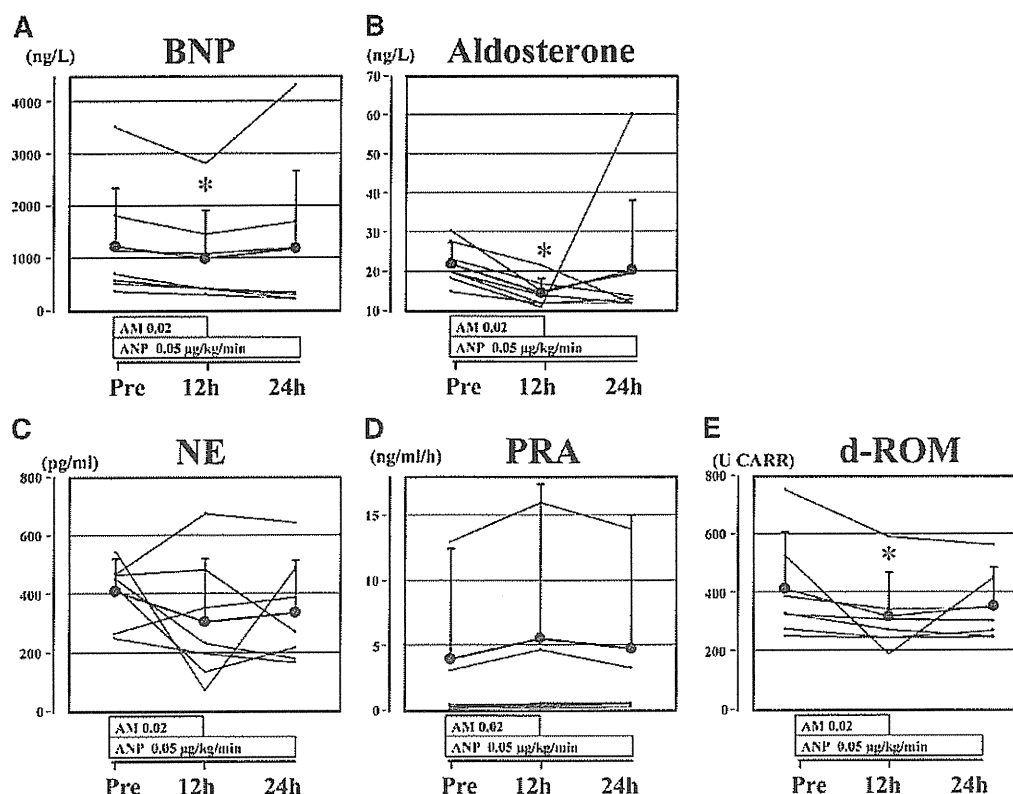 A
BNP
(ng/L)
4000
3000
2000
1000
0
*
AM 0.02
ANP 0.05 µg/kg/min
Pre 12h 24h
B
Aldosterone
(ng/L)
70
60
50
40
30
20
10
*
AM 0.02
ANP 0.05 µg/kg/min
Pre 12h 24h
C
NE
(pg/ml)
800
600
400
200
0
AM 0.02
ANP 0.05 µg/kg/min
Pre 12h 24h
D
PRA
(ng/ml/h)
15
10
5
0
AM 0.02
ANP 0.05 µg/kg/min
Pre 12h 24h
E
d-ROM
(U CARR)
800
600
400
200
0
*
AM 0.02
ANP 0.05 µg/kg/min
Pre 12h 24h